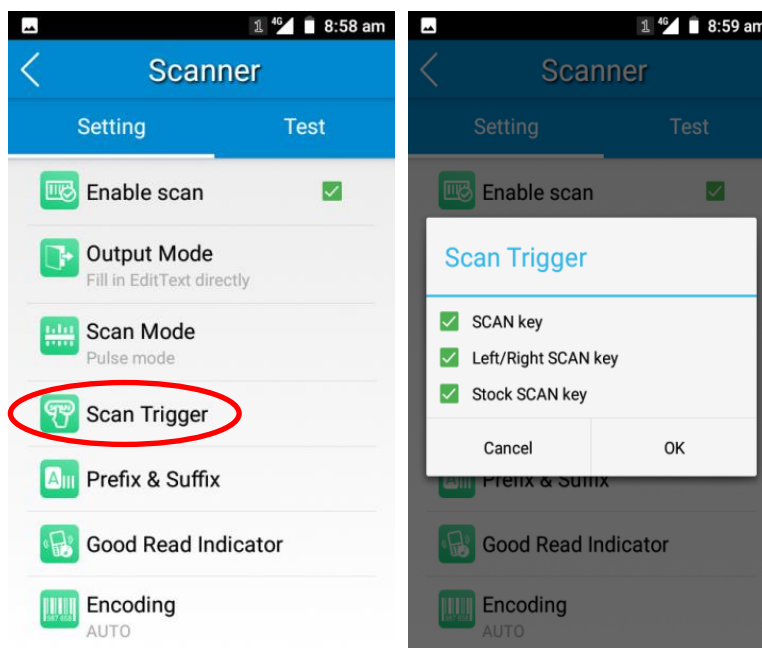 1 4G 8:58 am
Scanner
Setting Test
Enable scan
Output Mode
Fill in EditText directly
Scan Mode
Pulse mode
Scan Trigger
Prefix & Suffix
Good Read Indicator
Encoding
AUTO
1 4G 8:59 am
Scanner
Setting Test
Enable scan
Scan Trigger
SCAN key
Left/Right SCAN key
Stock SCAN key
Cancel OK
Prefix & Suffix
Good Read Indicator
Encoding
AUTO